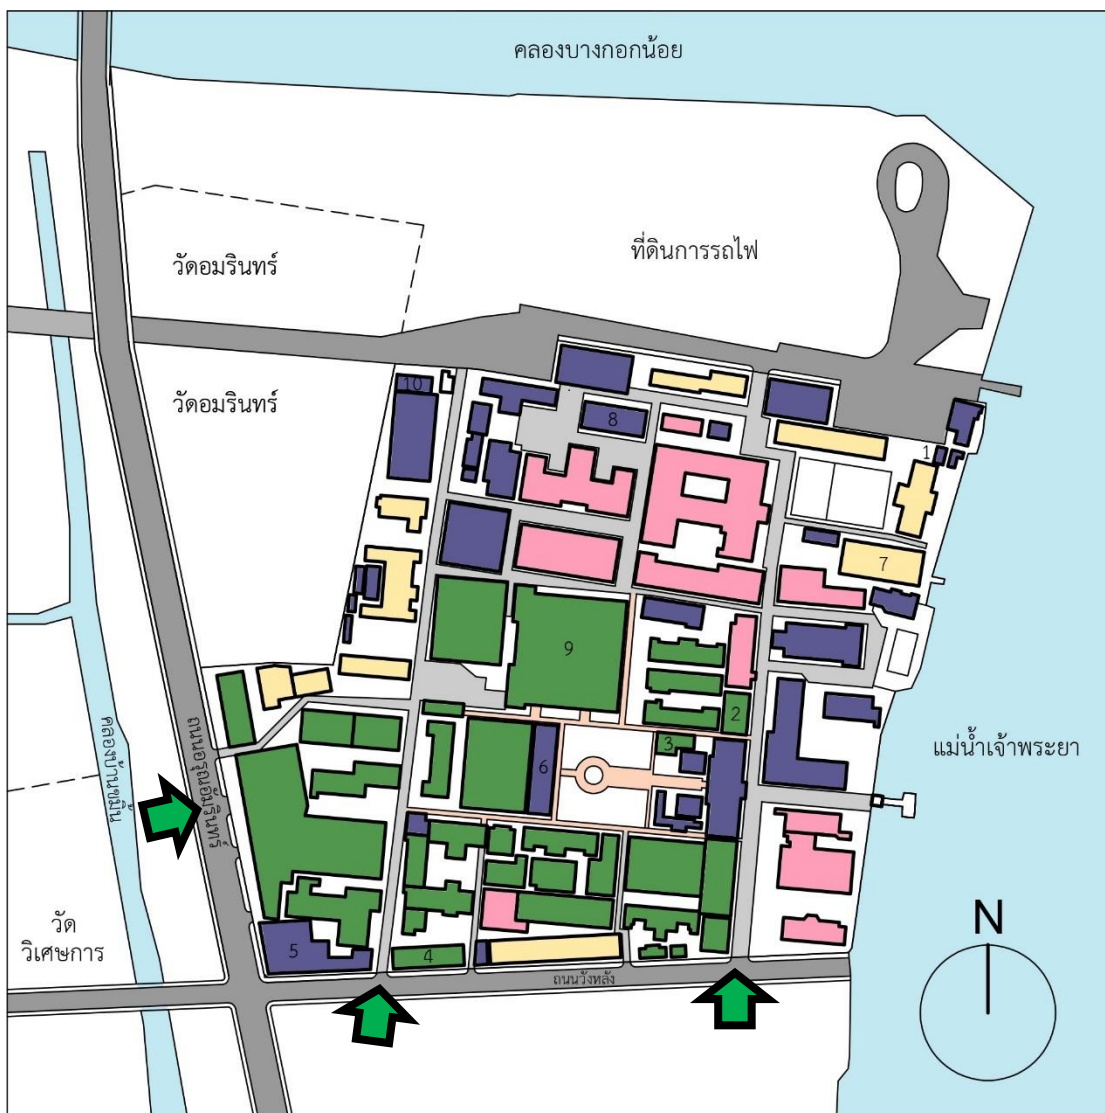 คลองบางกอกน้อย
วัดอมรินทร์
ที่ดินการรถไฟ
วัดอมรินทร์
10
8
1
7
9
2
3
6
แม่น้ำเจ้าพระยา
คลองบ้านขมิ้น
ถนนอรุณอัมรินทร์
วัด
วิเศษการ
5
4
ถนนวังหลัง
N